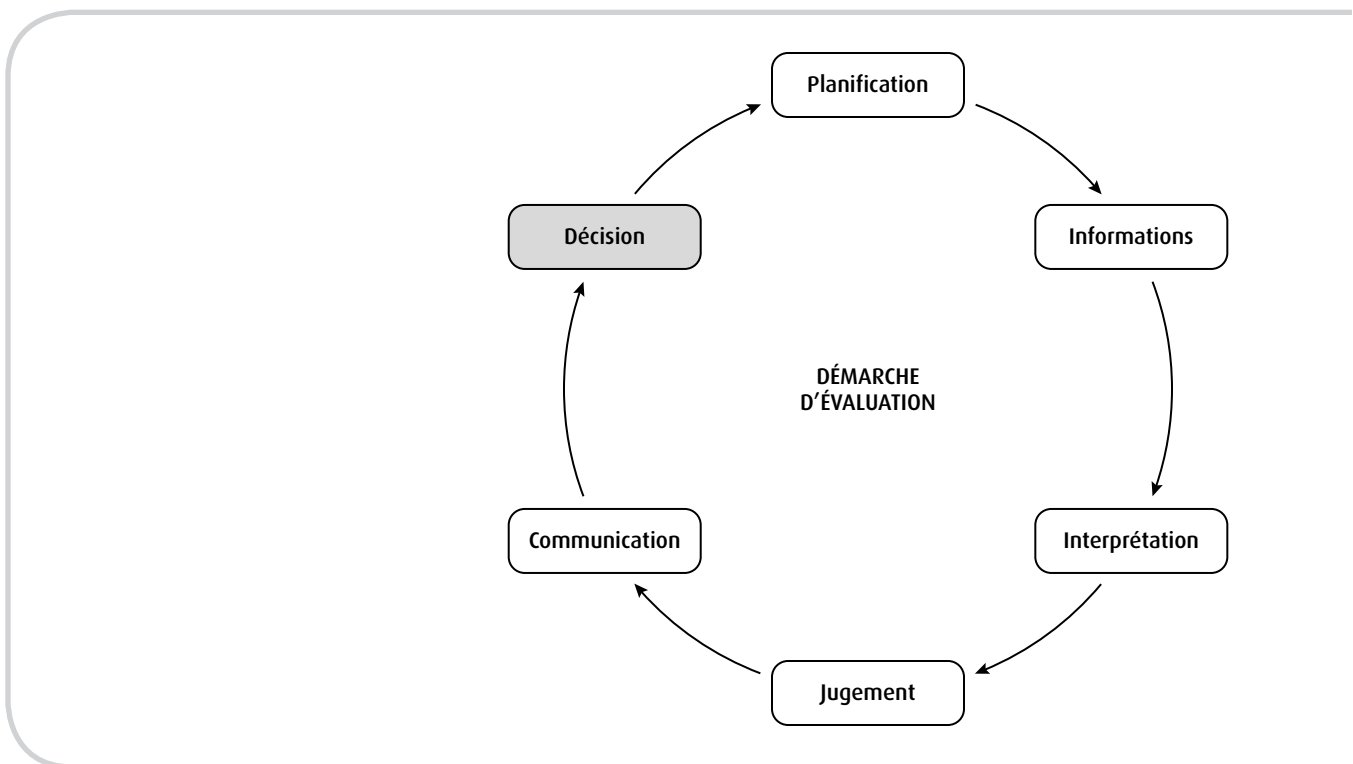 Planification
Décision
Informations
DÉMARCHE
D’ÉVALUATION
Communication
Interprétation
Jugement